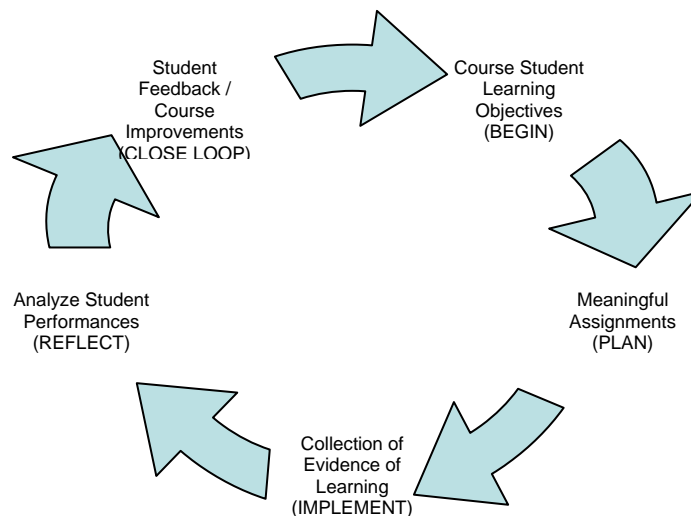 Student
Feedback /
Course
Improvements
(CLOSE LOOP)
Course Student
Learning
Objectives
(BEGIN)
Meaningful
Assignments
(PLAN)
Collection of
Evidence of
Learning
(IMPLEMENT)
Analyze Student
Performances
(REFLECT)